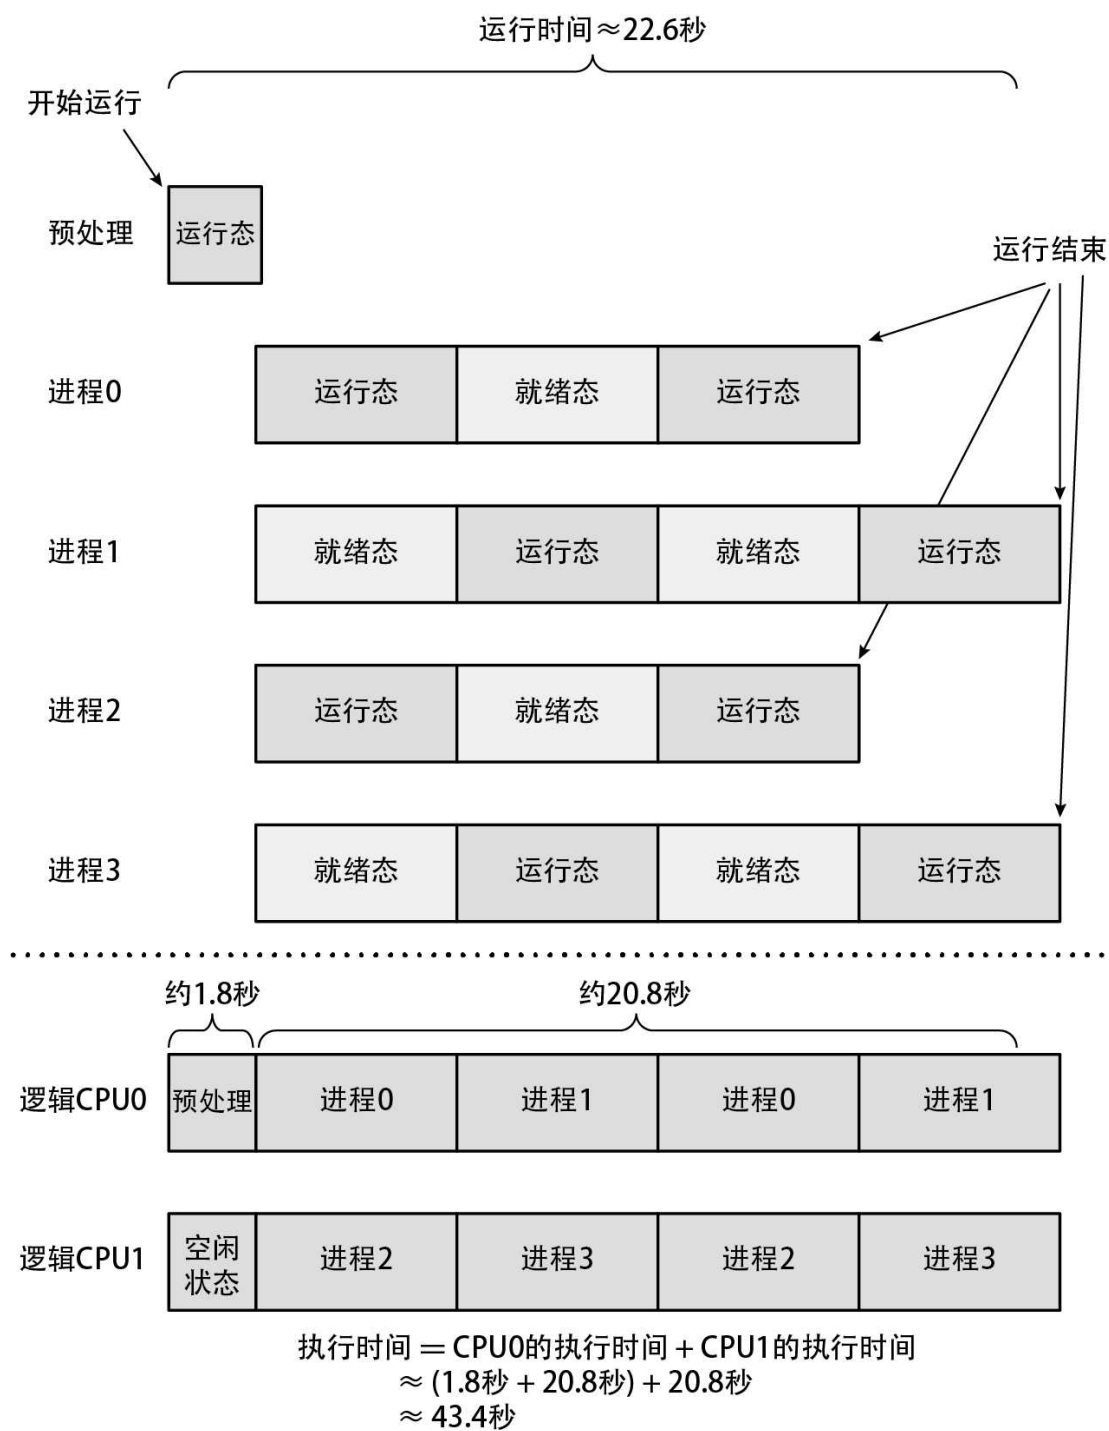 运行时间≈22.6秒
开始运行
预处理
运行态
运行结束
进程0
运行态
就绪态
运行态
进程1
就绪态
运行态
就绪态
运行态
进程2
运行态
就绪态
运行态
进程3
就绪态
运行态
就绪态
运行态
约1.8秒
约20.8秒
逻辑CPU0
预处理
进程0
进程1
进程0
进程1
逻辑CPU1
空闲
状态
进程2
进程3
进程2
进程3
执行时间 = CPU0的执行时间 + CPU1的执行时间
≈ (1.8秒 + 20.8秒) + 20.8秒
≈ 43.4秒